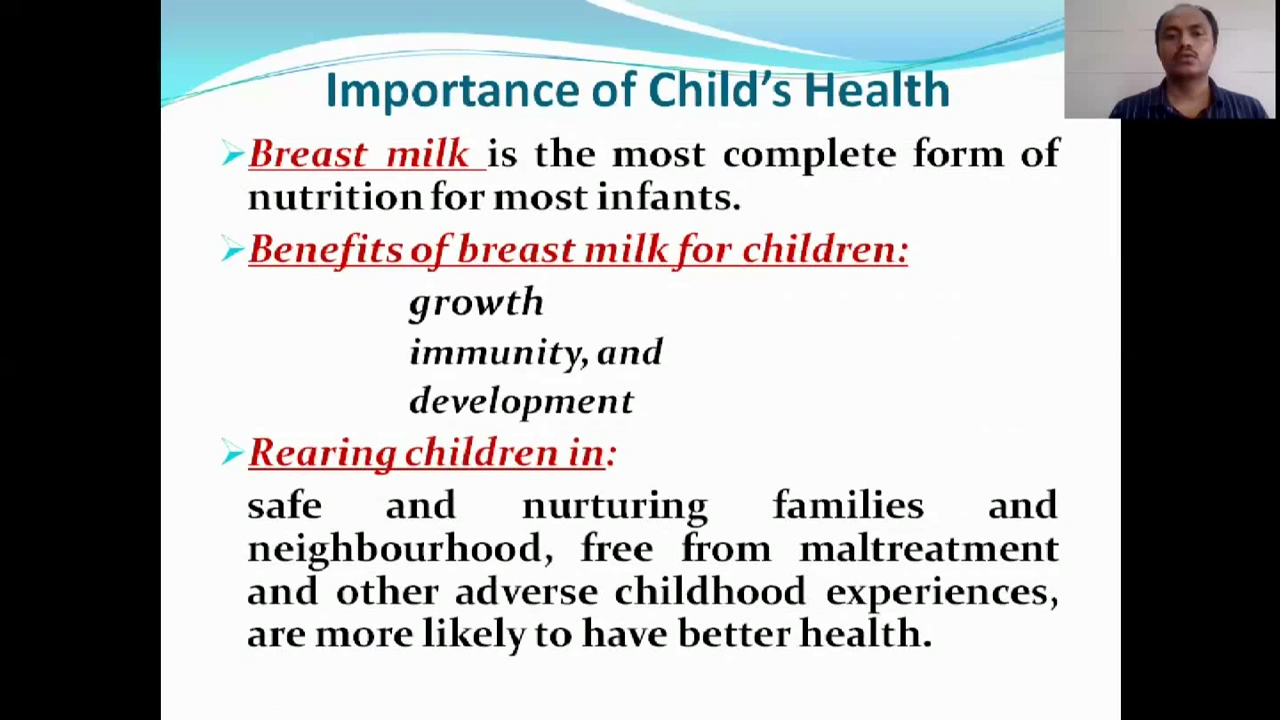 Importance of Child's Health
Breast milk is the most complete form of
nutrition for most infants.
Benefits of breast milk for children:
growth
immunity, and
development
Rearing children in:
safe and nurturing families and
neighbourhood, free from maltreatment
and other adverse childhood experiences,
are more likely to have better health.